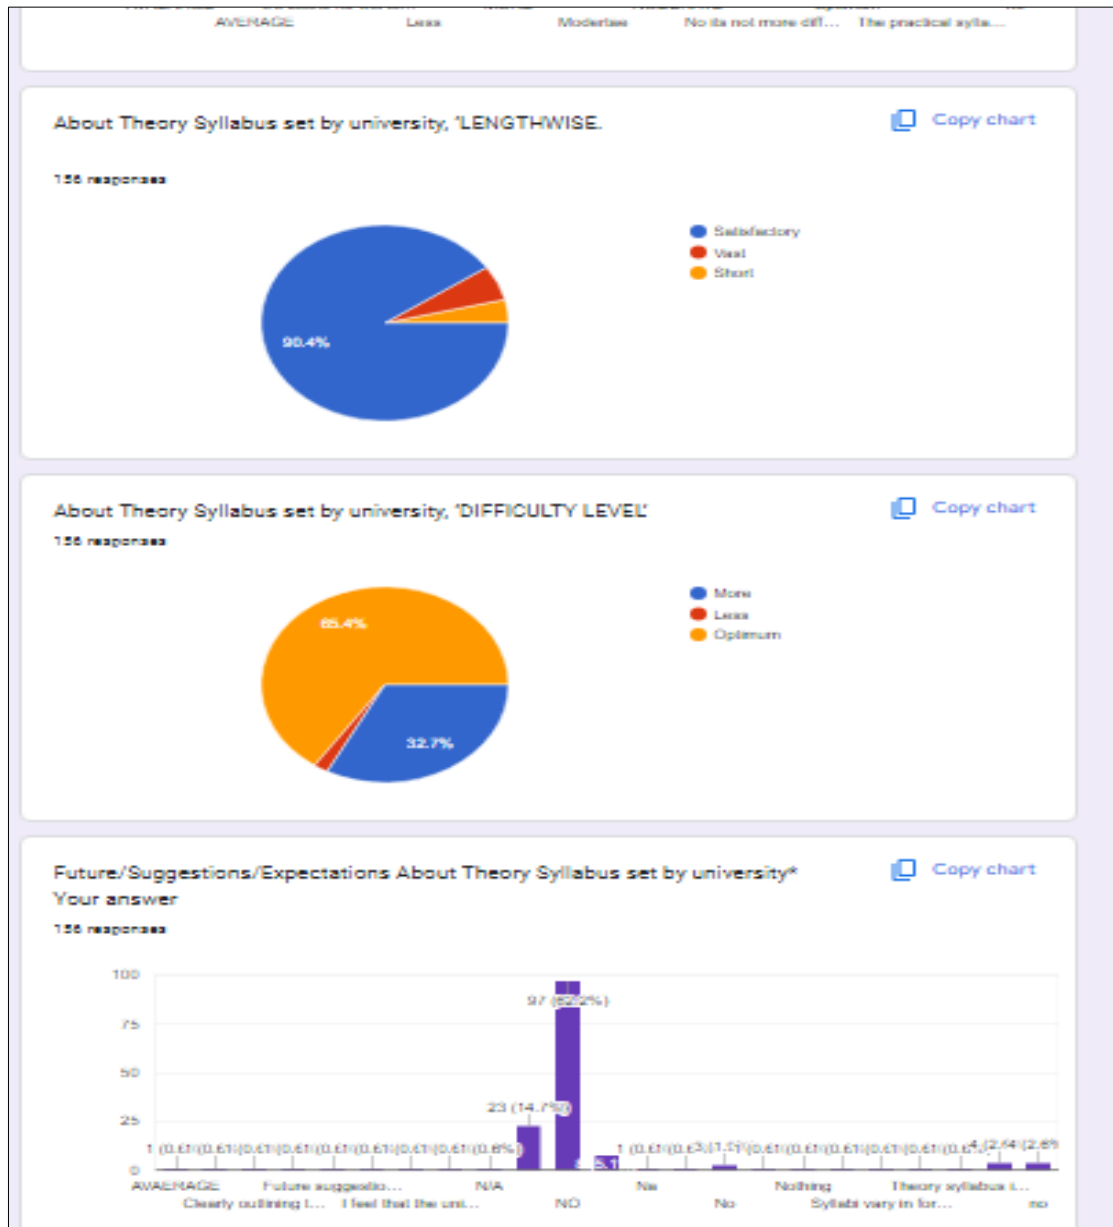 AVERAGE Less Modertae No its not more diff... The practical sylla...
About Theory Syllabus set by university, 'LENGTHWISE.
Copy chart
156 responses
Satisfactory
Vast
Short
90.4%
About Theory Syllabus set by university, 'DIFFICULTY LEVEL'
Copy chart
156 responses
More
Less
Optimum
65.4%
32.7%
Future/Suggestions/Expectations About Theory Syllabus set by university*
Copy chart
Your answer
156 responses
100
97 (62.2%)
75
50
23 (14.7%)
25
0
AVAERAGE Future suggestio... N/A Na Nothing Theory syllabus i...
Clearly outlining t... I feel that the uni... NO No Syllabi vary in for... no